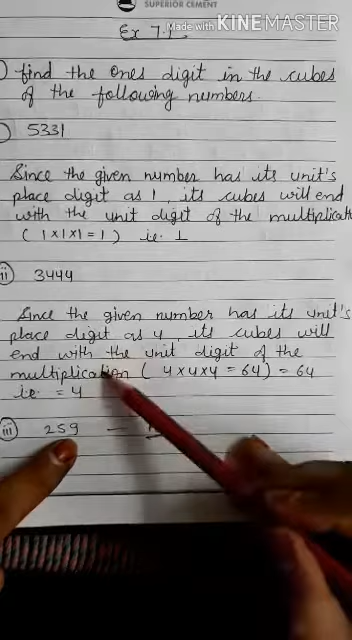 SUPERIOR CEMENT
Made with KINEMASTER
Ex 7.1
) find the ones digit in the cubes
of the following numbers.
) 5331
Since the given number has its unit's
place digit as 1, its cubes will end
with the unit digit of the multiplicati
( 1×1×1 = 1 ) i.e. 1
ii) 3444
Since the given number has its unit's
place digit as 4, its cubes will
end with the unit digit of the
multiplication ( 4×4×4 = 64) = 64
i.e. = 4
iii) 259 –